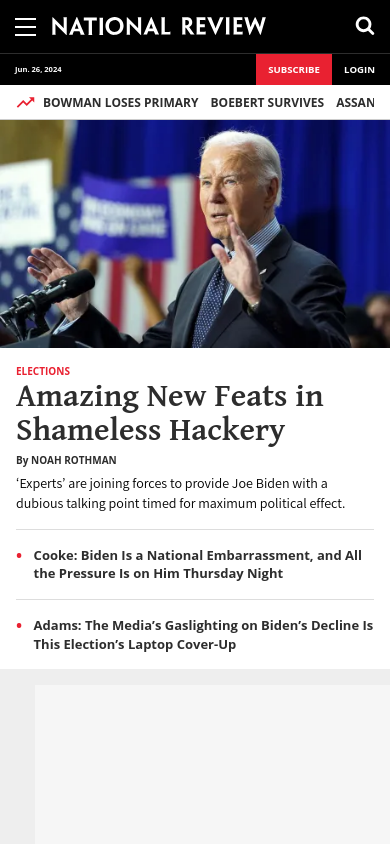 NATIONAL REVIEW
Jun. 26, 2024
SUBSCRIBE
LOGIN
BOWMAN LOSES PRIMARY
BOEBERT SURVIVES
ASSAN
ELECTIONS
Amazing New Feats in
Shameless Hackery
By NOAH ROTHMAN
‘Experts’ are joining forces to provide Joe Biden with a
dubious talking point timed for maximum political effect.
Cooke: Biden Is a National Embarrassment, and All
the Pressure Is on Him Thursday Night
Adams: The Media’s Gaslighting on Biden’s Decline Is
This Election’s Laptop Cover-Up